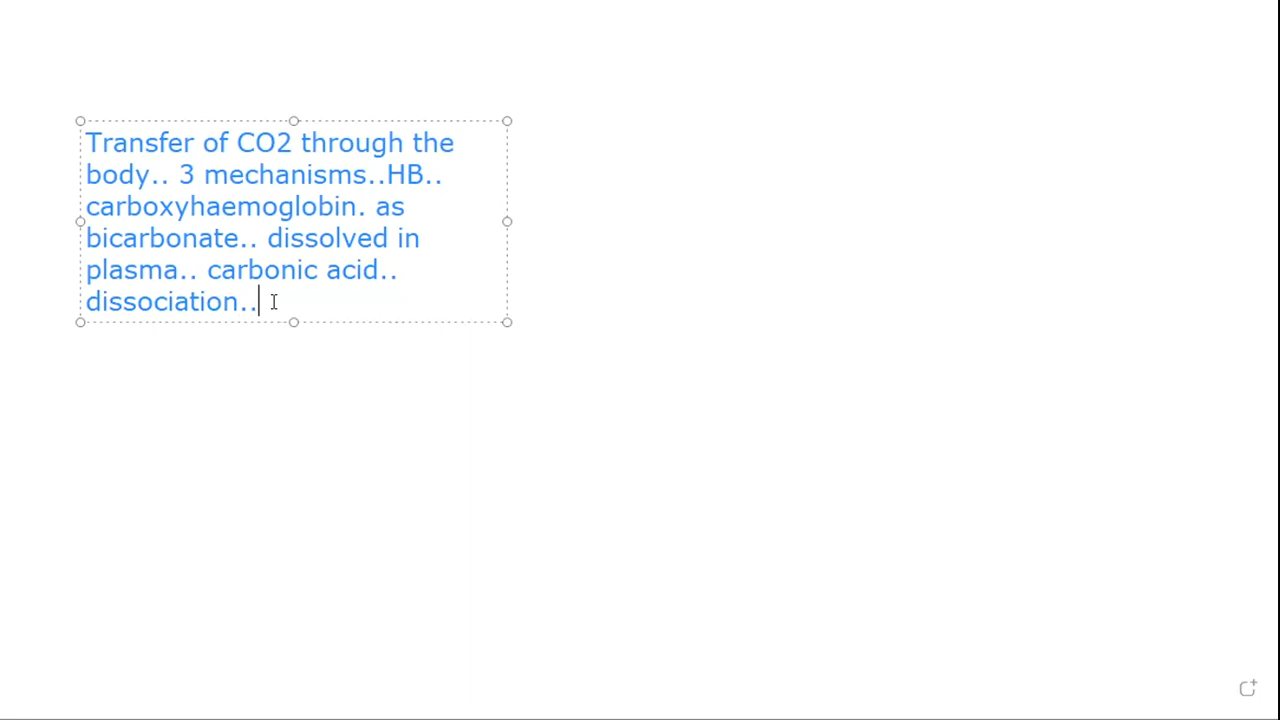 Transfer of CO2 through the
body.. 3 mechanisms..HB..
carboxyhaemoglobin. as
bicarbonate.. dissolved in
plasma.. carbonic acid..
dissociation..